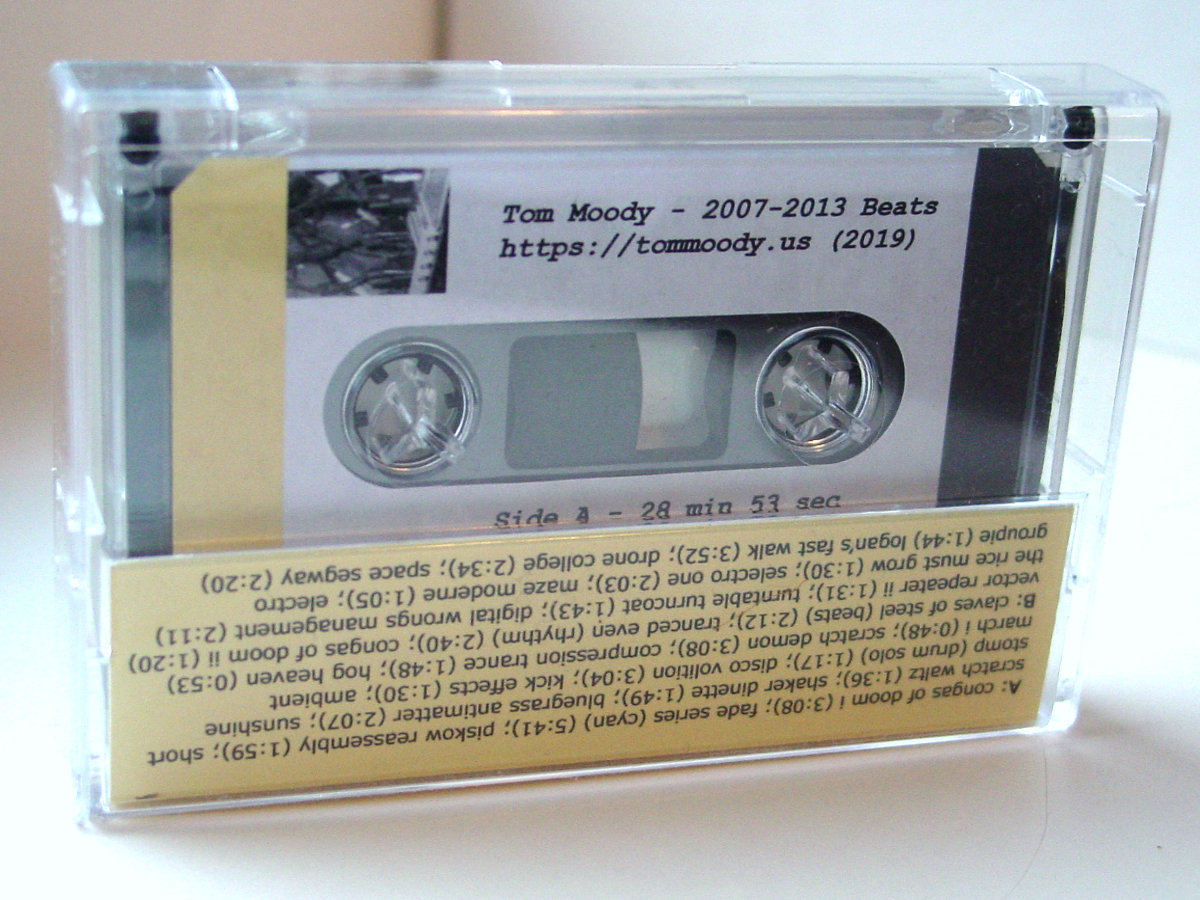 Tom Moody - 2007-2013 Beats
https://tommoody.us (2019)
Side A - 28 min 53 sec
A: congas of doom i (3:08); fade series (cyan) (5:41); piskow reassembly (1:59); short
scratch waltz (1:36); shaker dinette (1:49); bluegrass antimatter (2:07); sunshine
stomp (drum solo) (1:17); disco volition (3:04); kick effects (1:30); ambient
march i (0:48); scratch demon (3:08); compression trance (1:48); hog heaven (0:53)
B: claves of steel (beats) (2:12); tranced even (rhythm) (2:40); congas of doom ii (1:20)
vector repeater ii (1:31); turntable turncoat (1:43); digital wrongs management (2:11)
the rice must grow (1:30); selectro one (2:03); maze moderne (1:05); electro
groupie (1:44) logan's fast walk (3:52); drone college (2:34); space segway (2:20)